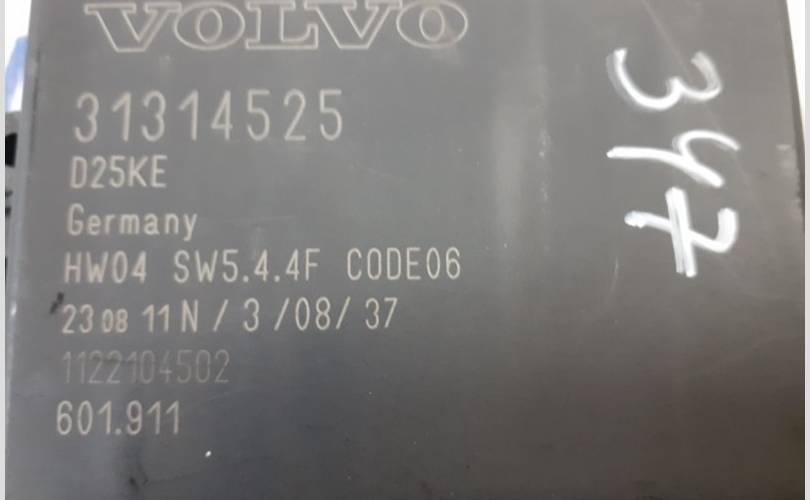 VOLVO
31314525
D25KE
Germany
HW04 SW5.4.4F CODE06
23 08 11 N / 3 /08/ 37
1122104502
601.911
347